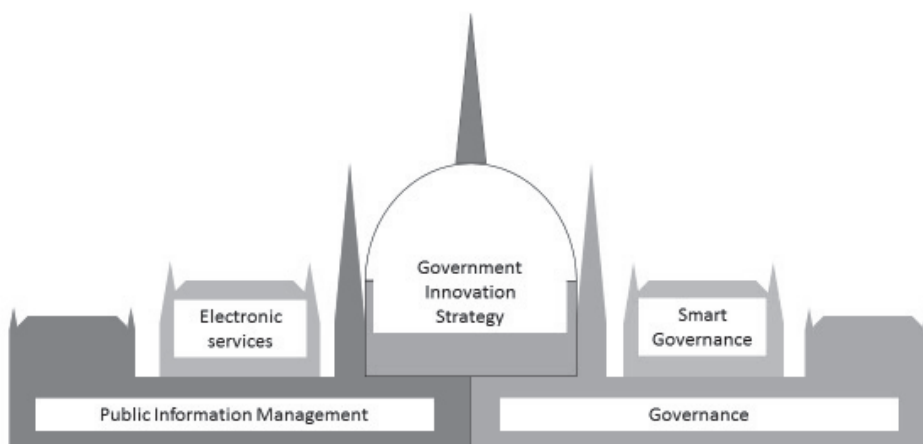 Government
Innovation
Strategy
Electronic
services
Smart
Governance
Public Information Management
Governance